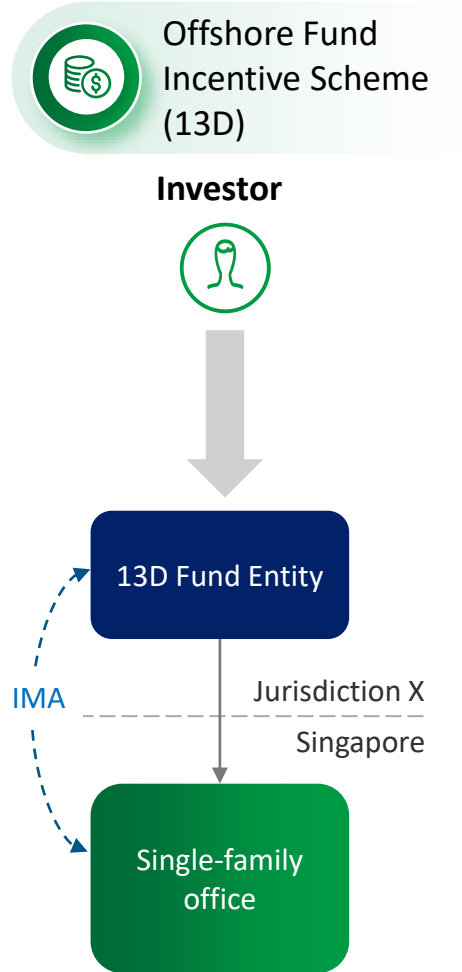 Offshore Fund
Incentive Scheme
(13D)
Investor
13D Fund Entity
IMA
Jurisdiction X
Singapore
Single-family
office